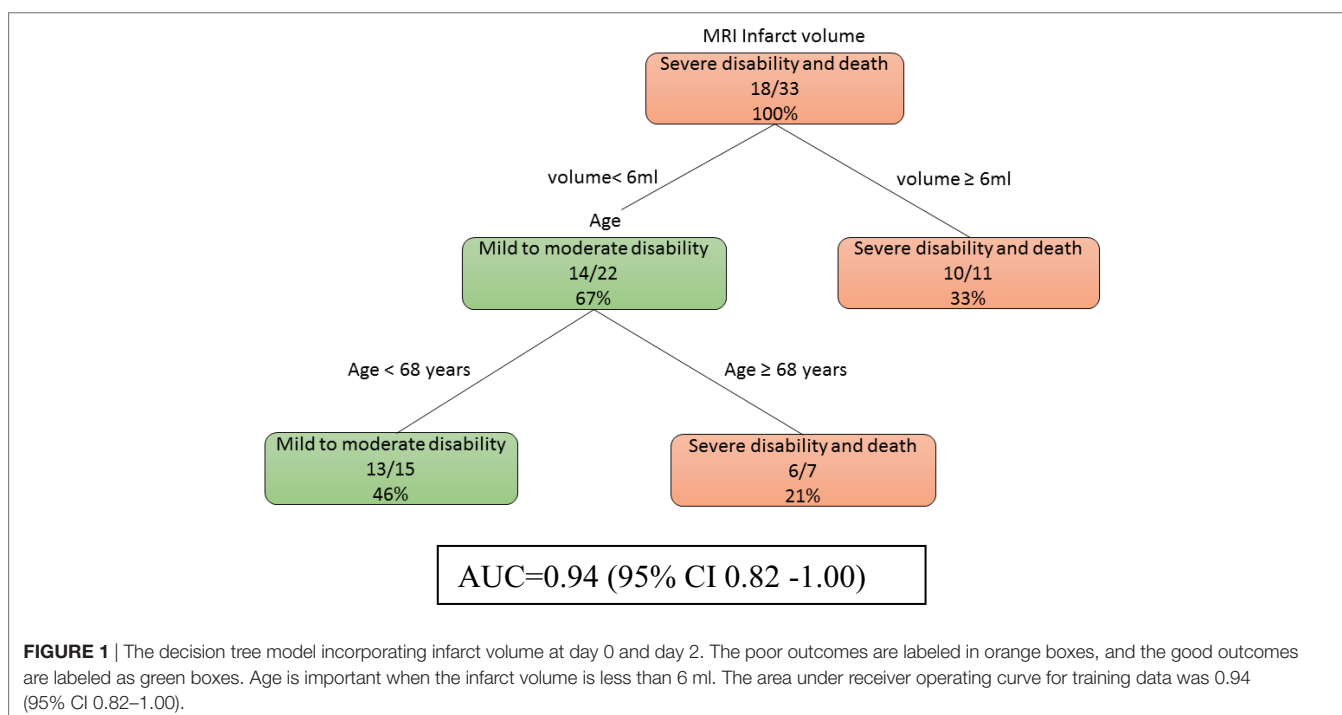 MRI Infarct volume
Severe disability and death
18/33
100%
volume< 6ml
volume ≥ 6ml
Age
Mild to moderate disability
14/22
67%
Severe disability and death
10/11
33%
Age < 68 years
Age ≥ 68 years
Mild to moderate disability
13/15
46%
Severe disability and death
6/7
21%
AUC=0.94 (95% CI 0.82 -1.00)
FIGURE 1 | The decision tree model incorporating infarct volume at day 0 and day 2. The poor outcomes are labeled in orange boxes, and the good outcomes
are labeled as green boxes. Age is important when the infarct volume is less than 6 ml. The area under receiver operating curve for training data was 0.94
(95% CI 0.82–1.00).